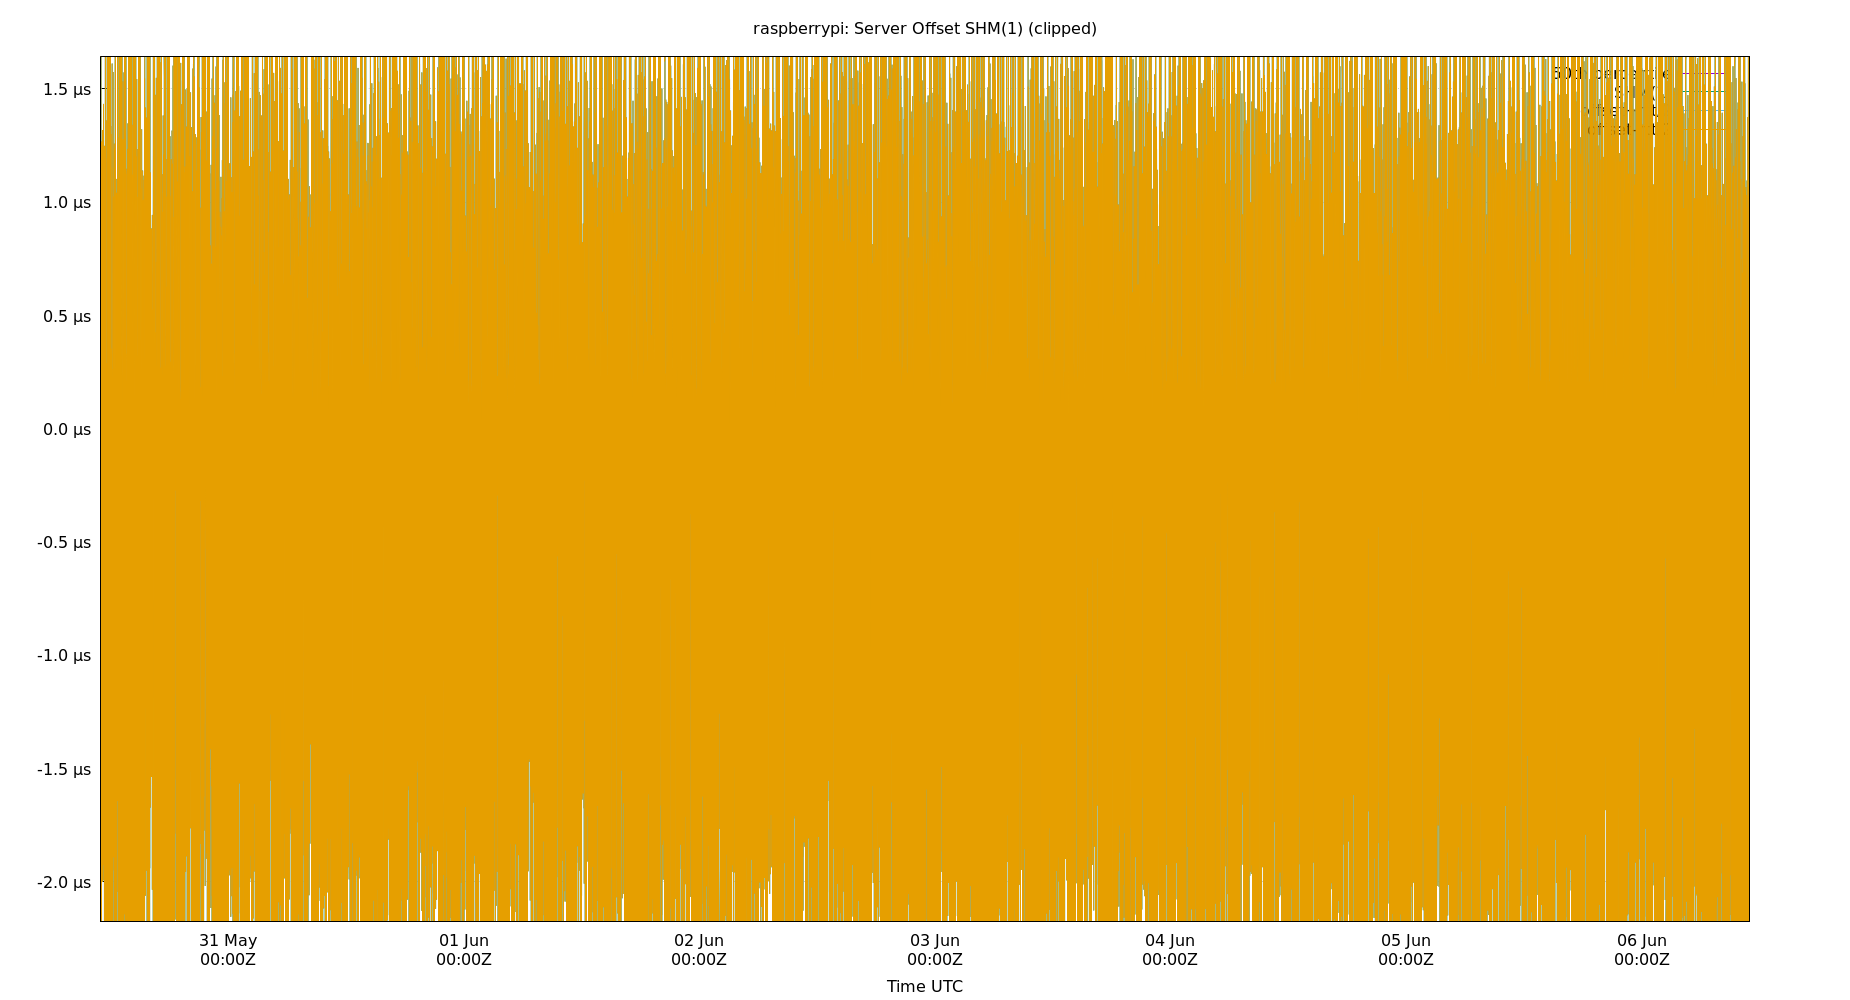 raspberrypi: Server Offset SHM(1) (clipped)
50th percentile
1.5 µs
1.0 µs
0.5 µs
0.0 µs
-0.5 µs
-1.0 µs
-1.5 µs
-2.0 µs
31 May 01 Jun 02 Jun 03 Jun 04 Jun 05 Jun 06 Jun
00:00Z 00:00Z 00:00Z 00:00Z 00:00Z 00:00Z 00:00Z
Time UTC